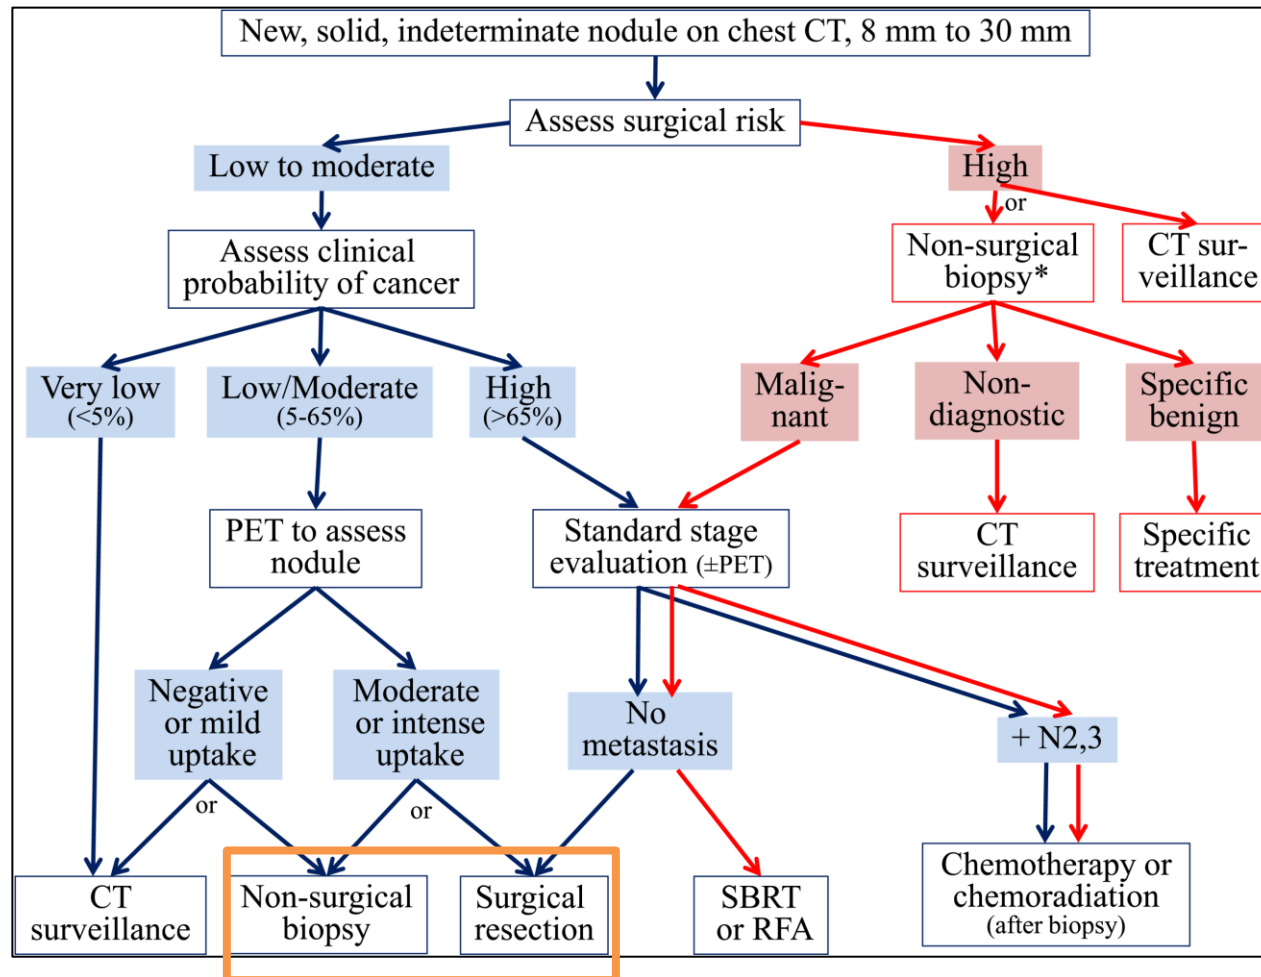 New, solid, indeterminate nodule on chest CT, 8 mm to 30 mm
Assess surgical risk
Low to moderate
High
or
Assess clinical
probability of cancer
Non-surgical
biopsy*
CT sur-
veillance
Very low
(<5%)
Low/Moderate
(5-65%)
High
(>65%)
Malig-
nant
Non-
diagnostic
Specific
benign
PET to assess
nodule
Standard stage
evaluation (±PET)
CT
surveillance
Specific
treatment
Negative
or mild
uptake
Moderate
or intense
uptake
No
metastasis
+ N2,3
or
or
CT
surveillance
Non-surgical
biopsy
Surgical
resection
SBRT
or RFA
Chemotherapy or
chemoradiation
(after biopsy)